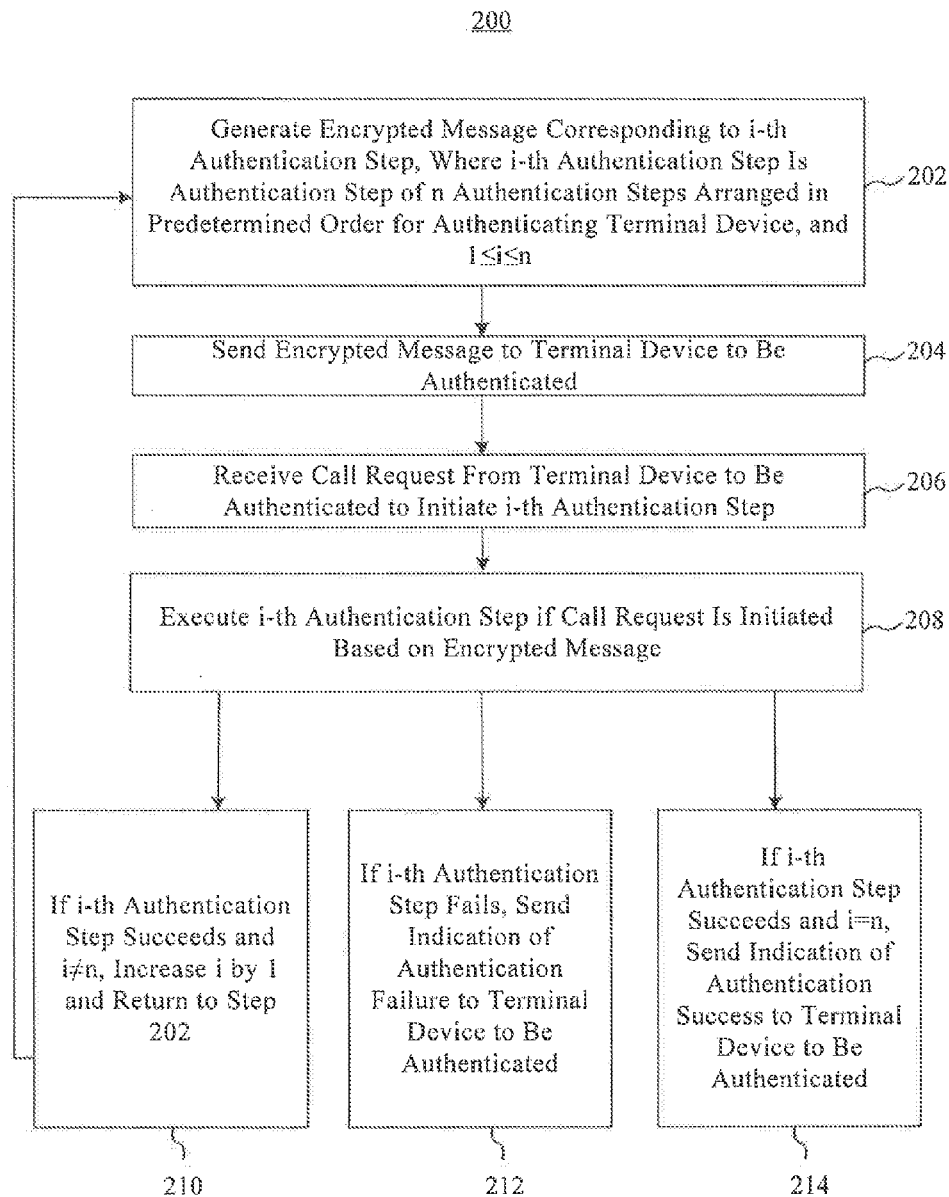 200
Generate Encrypted Message Corresponding to i-th
Authentication Step, Where i-th Authentication Step Is
Authentication Step of n Authentication Steps Arranged in
Predetermined Order for Authenticating Terminal Device, and
1≤i≤n
202
Send Encrypted Message to Terminal Device to Be
Authenticated
204
Receive Call Request From Terminal Device to Be
Authenticated to Initiate i-th Authentication Step
206
Execute i-th Authentication Step if Call Request Is Initiated
Based on Encrypted Message
208
If i-th Authentication
Step Succeeds and
i≠n, Increase i by 1
and Return to Step
202
If i-th Authentication
Step Fails, Send
Indication of
Authentication
Failure to Terminal
Device to Be
Authenticated
If i-th
Authentication Step
Succeeds and i=n,
Send Indication of
Authentication
Success to Terminal
Device to Be
Authenticated
210
212
214